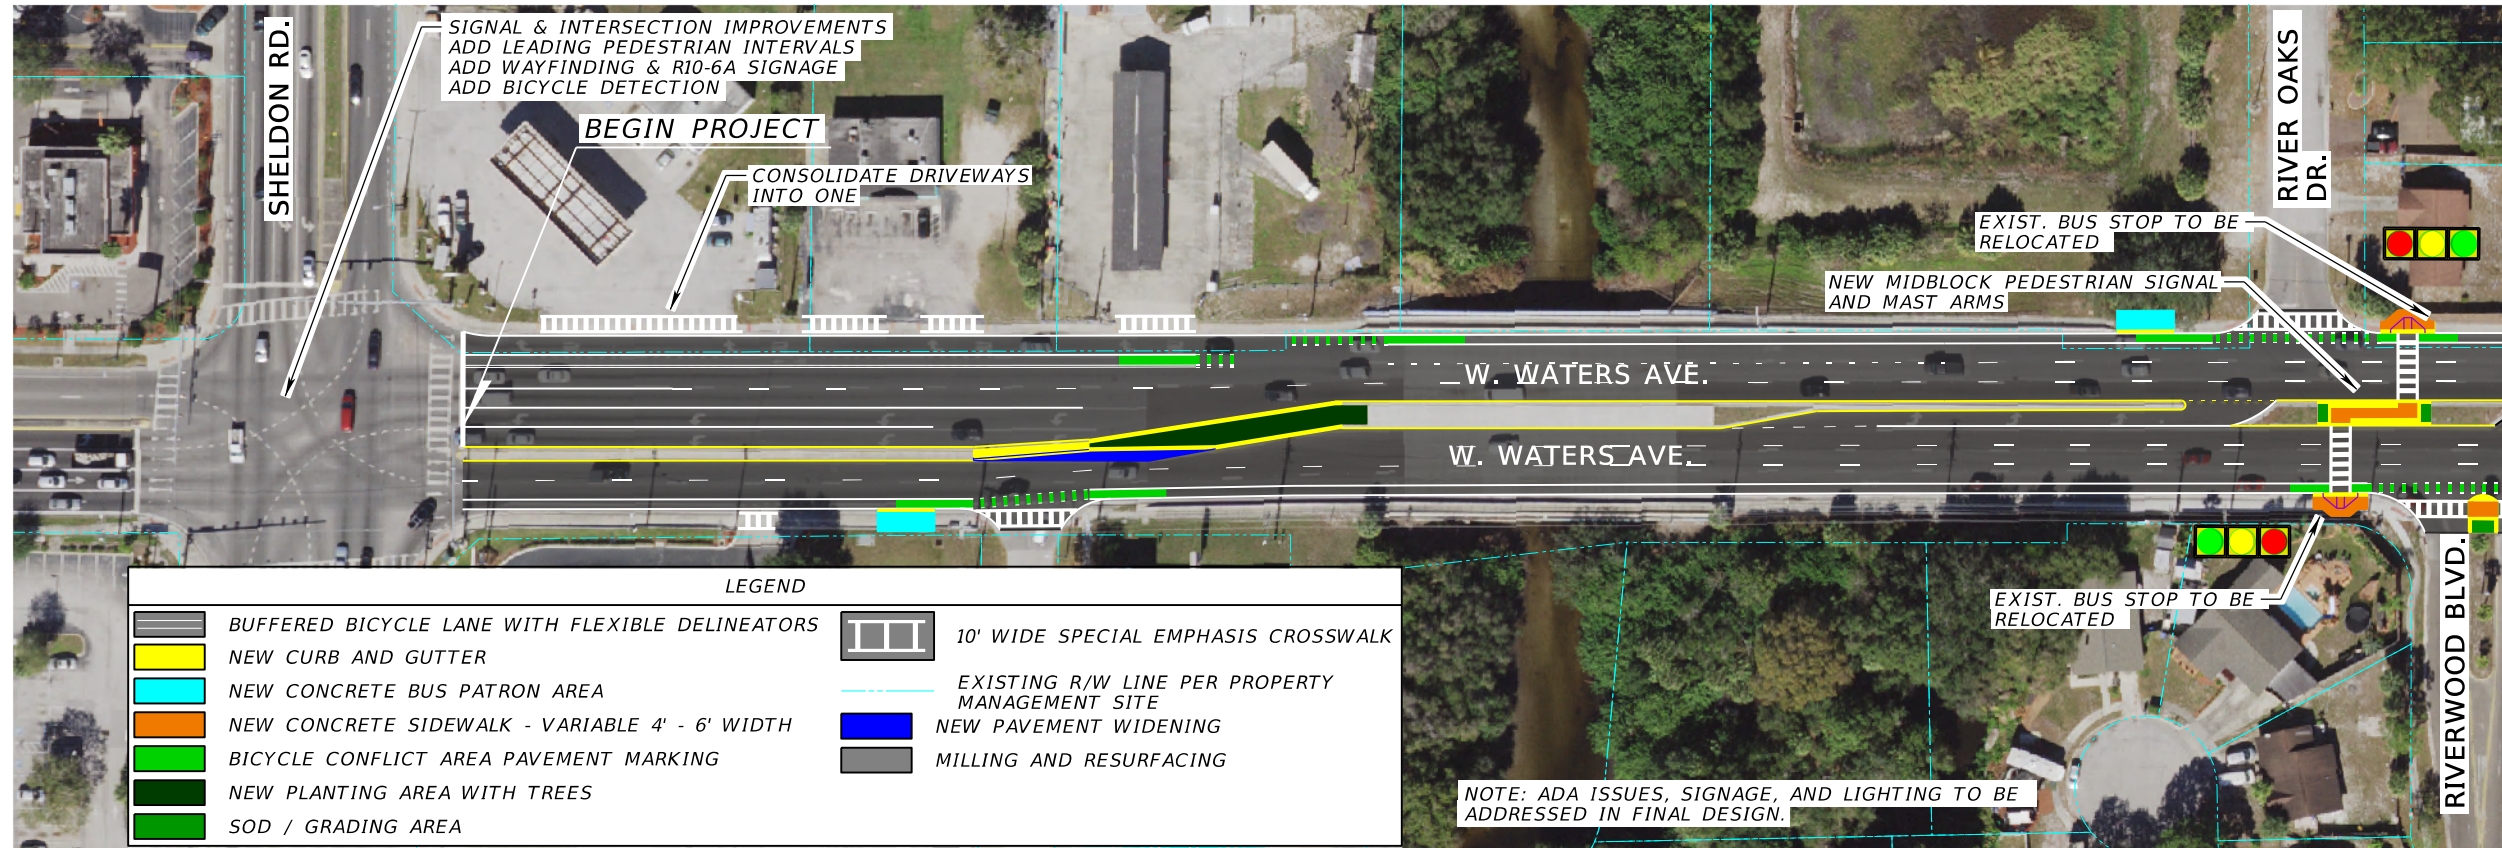 SHELDON RD.
SIGNAL & INTERSECTION IMPROVEMENTS
ADD LEADING PEDESTRIAN INTERVALS
ADD WAYFINDING & R10-6A SIGNAGE
ADD BICYCLE DETECTION
BEGIN PROJECT
CONSOLIDATE DRIVEWAYS
INTO ONE
RIVER OAKS
DR.
EXIST. BUS STOP TO BE
RELOCATED
NEW MIDBLOCK PEDESTRIAN SIGNAL
AND MAST ARMS
W. WATERS AVE.
W. WATERS AVE.
EXIST. BUS STOP TO BE
RELOCATED
RIVERWOOD BLVD.
LEGEND
BUFFERED BICYCLE LANE WITH FLEXIBLE DELINEATORS
NEW CURB AND GUTTER
NEW CONCRETE BUS PATRON AREA
NEW CONCRETE SIDEWALK - VARIABLE 4' - 6' WIDTH
BICYCLE CONFLICT AREA PAVEMENT MARKING
NEW PLANTING AREA WITH TREES
SOD / GRADING AREA
10' WIDE SPECIAL EMPHASIS CROSSWALK
EXISTING R/W LINE PER PROPERTY
MANAGEMENT SITE
NEW PAVEMENT WIDENING
MILLING AND RESURFACING
NOTE: ADA ISSUES, SIGNAGE, AND LIGHTING TO BE
ADDRESSED IN FINAL DESIGN.